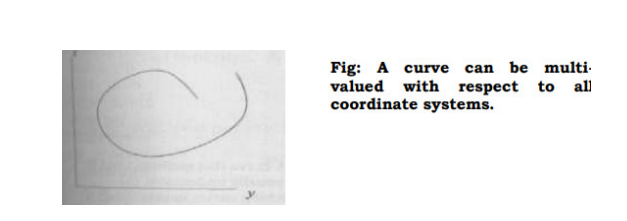 Fig: A curve can be multi-
valued with respect to all
coordinate systems.
y